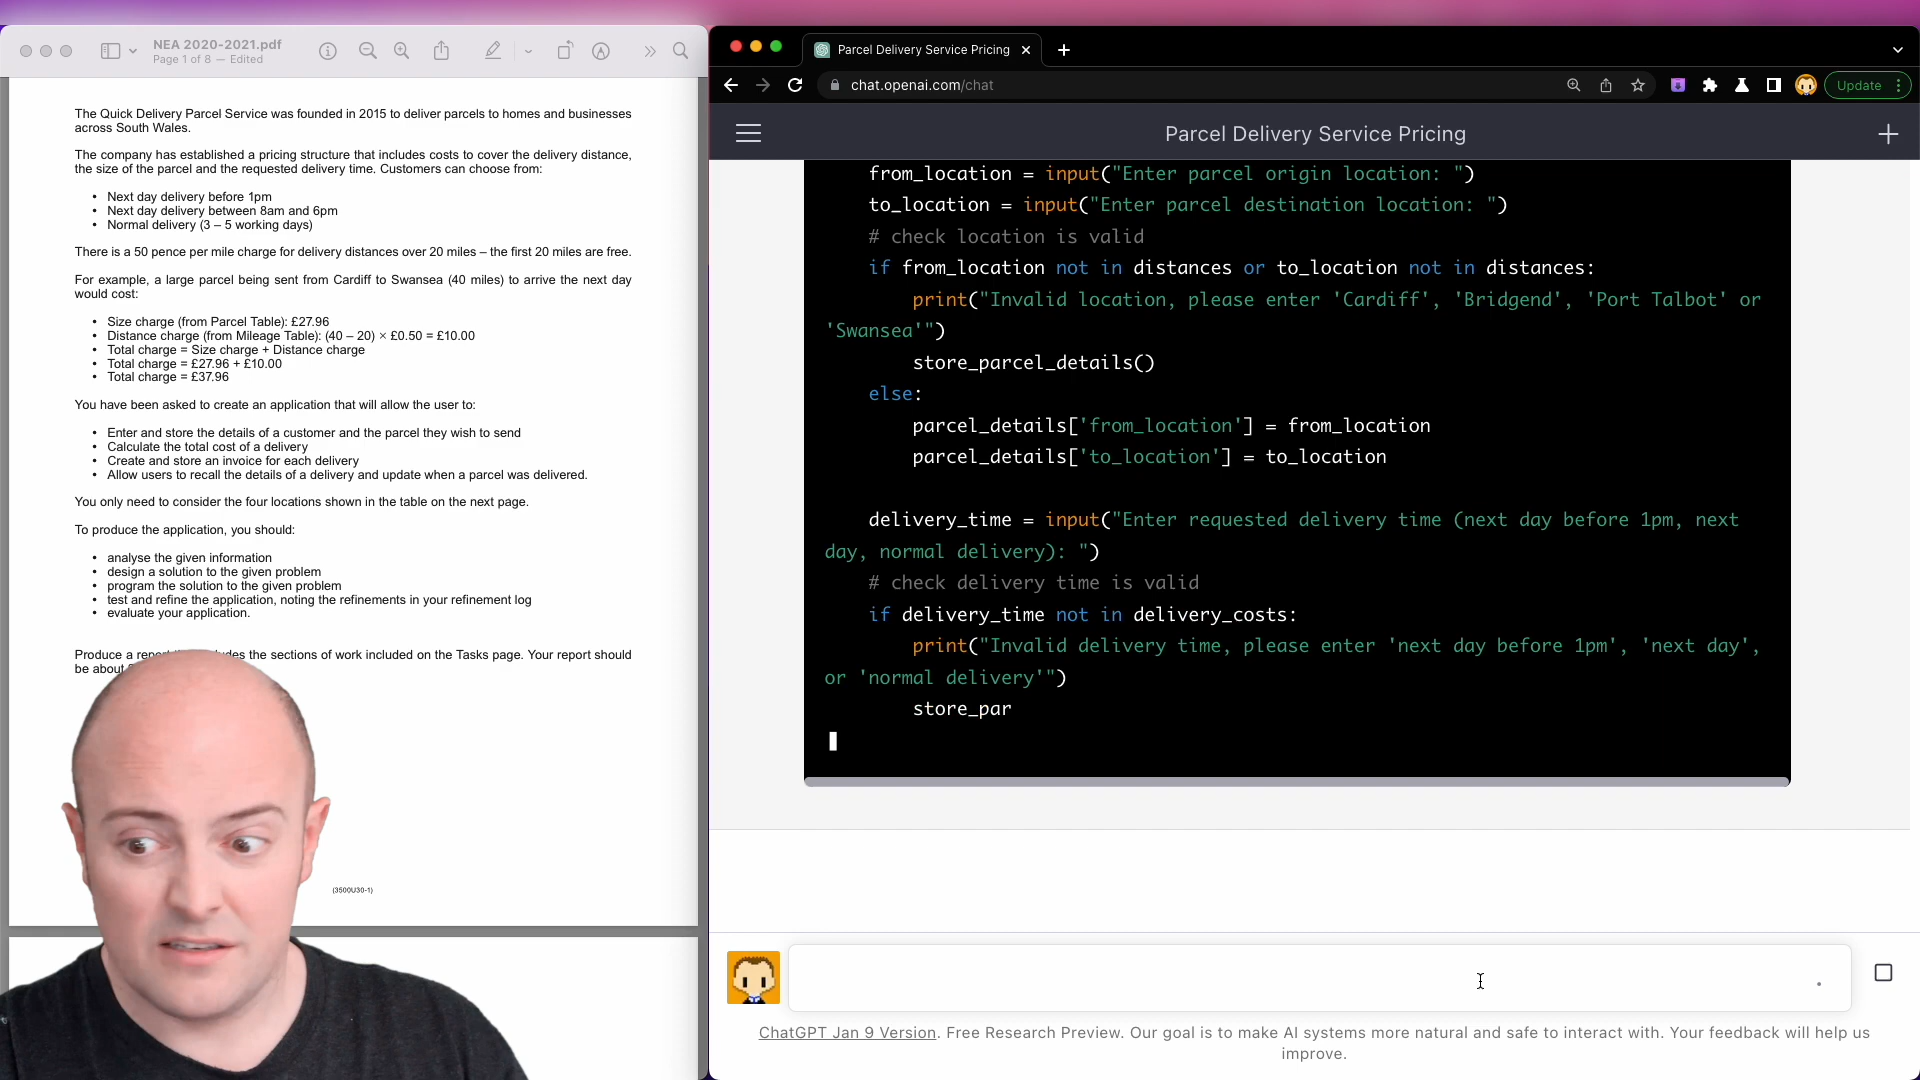 NEA 2020-2021.pdf
Page 1 of 8 — Edited
The Quick Delivery Parcel Service was founded in 2015 to deliver parcels to homes and businesses
across South Wales.
The company has established a pricing structure that includes costs to cover the delivery distance,
the size of the parcel and the requested delivery time. Customers can choose from:
• Next day delivery before 1pm
• Next day delivery between 8am and 6pm
• Normal delivery (3 – 5 working days)
There is a 50 pence per mile charge for delivery distances over 20 miles – the first 20 miles are free.
For example, a large parcel being sent from Cardiff to Swansea (40 miles) to arrive the next day
would cost:
• Size charge (from Parcel Table): £27.96
• Distance charge (from Mileage Table): (40 – 20) × £0.50 = £10.00
• Total charge = Size charge + Distance charge
• Total charge = £27.96 + £10.00
• Total charge = £37.96
You have been asked to create an application that will allow the user to:
• Enter and store the details of a customer and the parcel they wish to send
• Calculate the total cost of a delivery
• Create and store an invoice for each delivery
• Allow users to recall the details of a delivery and update when a parcel was delivered.
You only need to consider the four locations shown in the table on the next page.
To produce the application, you should:
• analyse the given information
• design a solution to the given problem
• program the solution to the given problem
• test and refine the application, noting the refinements in your refinement log
• evaluate your application.
Produce a the sections of work included on the Tasks page. Your report should
be about
(3500U30-1)
Parcel Delivery Service Pricing
chat.openai.com/chat
Update
Parcel Delivery Service Pricing
from_location = input("Enter parcel origin location: ")
to_location = input("Enter parcel destination location: ")
# check location is valid
if from_location not in distances or to_location not in distances:
print("Invalid location, please enter 'Cardiff', 'Bridgend', 'Port Talbot' or
'Swansea'")
store_parcel_details()
else:
parcel_details['from_location'] = from_location
parcel_details['to_location'] = to_location
delivery_time = input("Enter requested delivery time (next day before 1pm, next
day, normal delivery): ")
# check delivery time is valid
if delivery_time not in delivery_costs:
print("Invalid delivery time, please enter 'next day before 1pm', 'next day',
or 'normal delivery'")
store_par
ChatGPT Jan 9 Version. Free Research Preview. Our goal is to make AI systems more natural and safe to interact with. Your feedback will help us
improve.